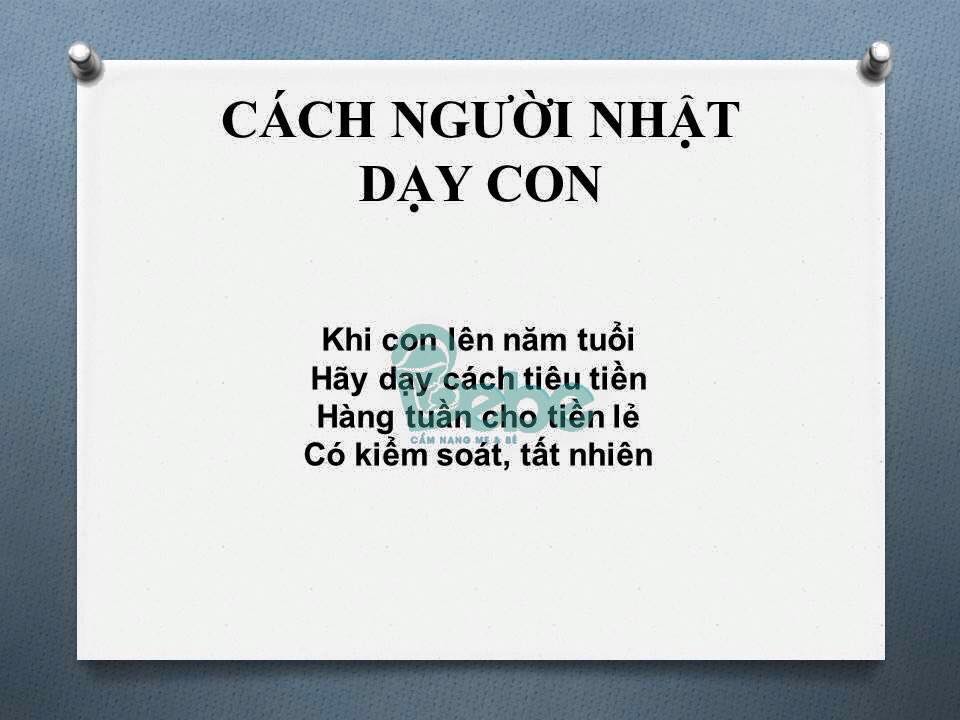 CÁCH NGƯỜI NHẬT
DẠY CON
Khi con lên năm tuổi
Hãy dạy cách tiêu tiền
Hàng tuần cho tiền lẻ
Có kiểm soát, tất nhiên
bebe
CẨM NANG MẸ & BÉ